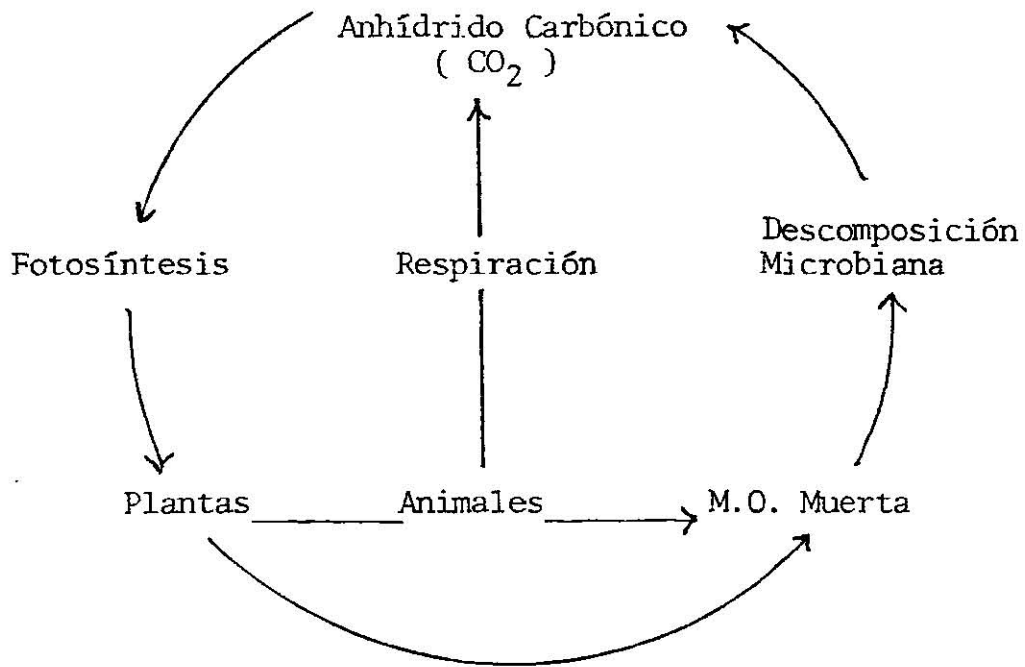 Anhídrido Carbónico
( CO₂ )
Fotosíntesis
Respiración
Descomposición
Microbiana
Plantas
Animales
M.O. Muerta